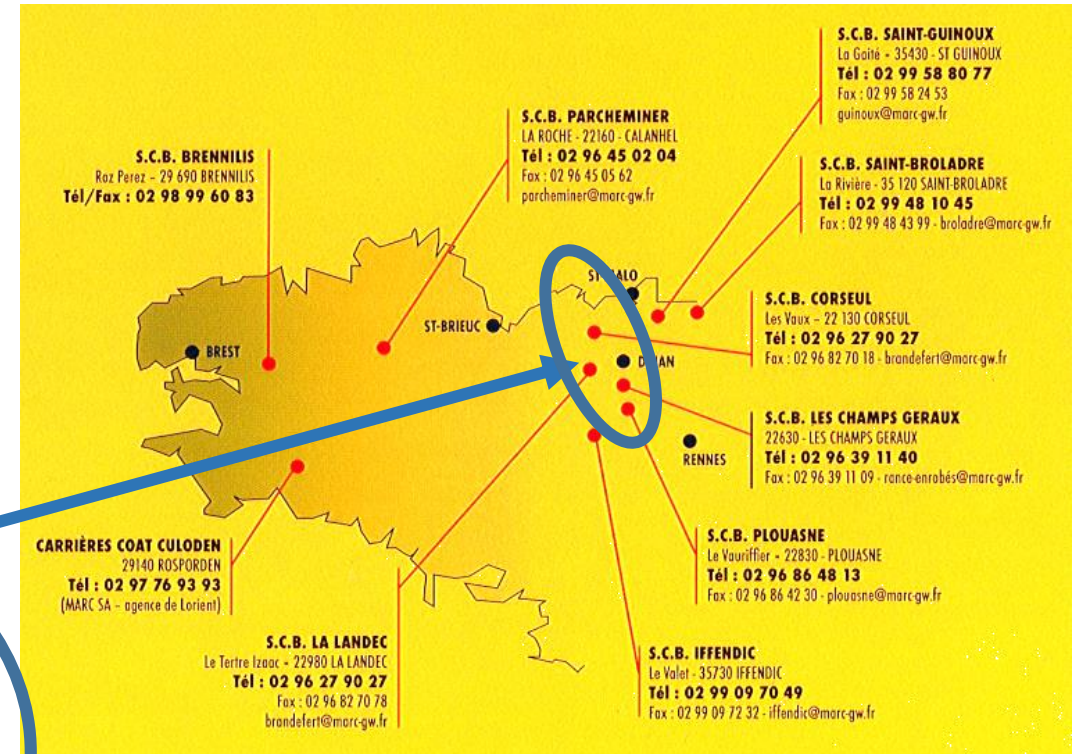 S.C.B. SAINT-GUINOUX
La Gaité - 35430 - ST GUINOUX
Tél : 02 99 58 80 77
Fax : 02 99 58 24 53
guinoux@marc-gw.fr
S.C.B. PARCHEMINER
LA ROCHE - 22160 - CALANHEL
Tél : 02 96 45 02 04
Fax : 02 96 45 05 62
parcheminer@marc-gw.fr
S.C.B. BRENNILIS
Roz Perez - 29 690 BRENNILIS
Tél/Fax : 02 98 99 60 83
S.C.B. SAINT-BROLADRE
La Rivière - 35 120 SAINT-BROLADRE
Tél : 02 99 48 10 45
Fax : 02 99 48 43 99 - broladre@marc-gw.fr
S.C.B. CORSEUL
Les Vaux - 22 130 CORSEUL
Tél : 02 96 27 90 27
Fax : 02 96 82 70 18 - brandefert@marc-gw.fr
ST-BRIEUC
BREST
RENNES
S.C.B. LES CHAMPS GERAUX
22630 - LES CHAMPS GERAUX
Tél : 02 96 39 11 40
Fax : 02 96 39 11 09 - rance-enrobés@marc-gw.fr
S.C.B. PLOUASNE
Le Vauriffier - 22830 - PLOUASNE
Tél : 02 96 86 48 13
Fax : 02 96 86 42 30 - plouasne@marc-gw.fr
CARRIÈRES COAT CULODEN
29140 ROSPORDEN
Tél : 02 97 76 93 93
(MARC SA - agence de Lorient)
S.C.B. LA LANDEC
Le Tertre Izaac - 22980 LA LANDEC
Tél : 02 96 27 90 27
Fax : 02 96 82 70 78
brandefert@marc-gw.fr
S.C.B. IFFENDIC
Le Valet - 35730 IFFENDIC
Tél : 02 99 09 70 49
Fax : 02 99 09 72 32 - iffendic@marc-gw.fr